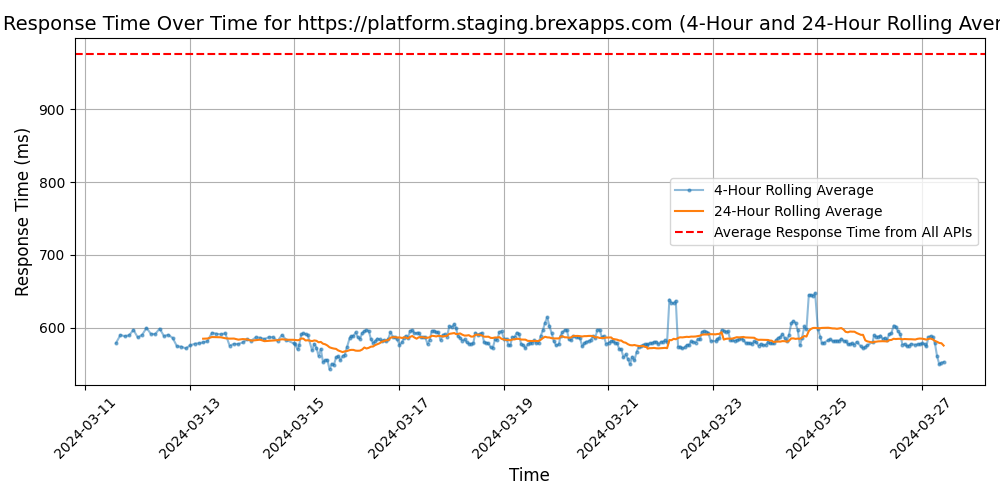 Response Time Over Time for https://platform.staging.brexapps.com (4-Hour and 24-Hour Rolling Aver
Response Time (ms)
900
800
700
600
4-Hour Rolling Average
24-Hour Rolling Average
Average Response Time from All APIs
2024-03-11
2024-03-13
2024-03-15
2024-03-17
2024-03-19
2024-03-21
2024-03-23
2024-03-25
2024-03-27
Time